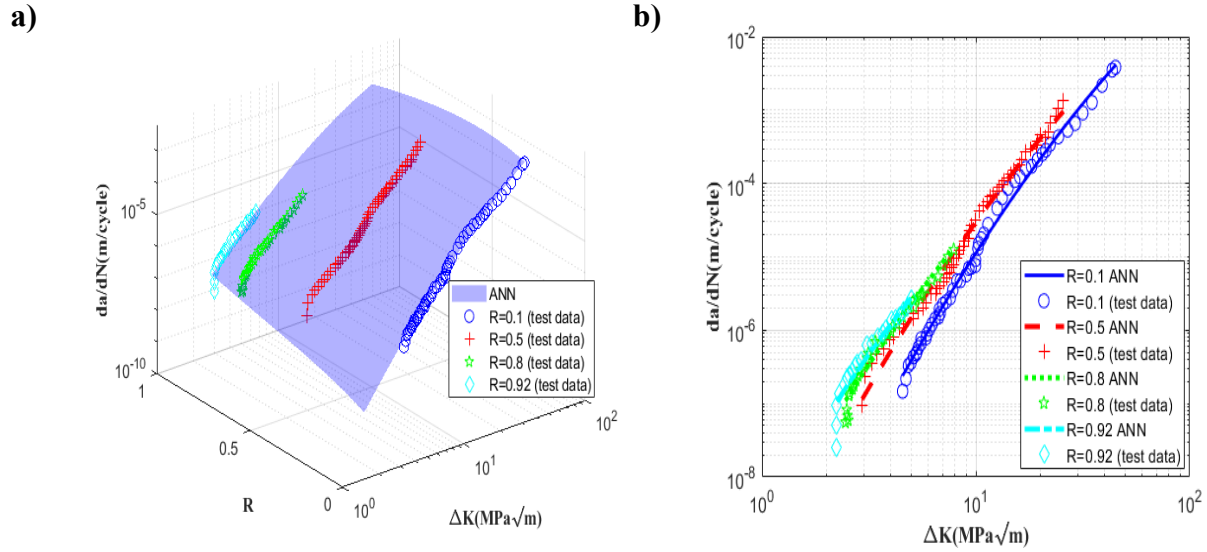 a)
da/dN(m/cycle)
10^-5
10^-10
1
0.5
0
R
10^0
10^1
10^2
ΔK(MPa√m)
ANN
R=0.1 (test data)
R=0.5 (test data)
R=0.8 (test data)
R=0.92 (test data)
b)
da/dN(m/cycle)
10^-2
10^-4
10^-6
10^-8
10^0
10^1
10^2
ΔK(MPa√m)
R=0.1 ANN
R=0.1 (test data)
R=0.5 ANN
R=0.5 (test data)
R=0.8 ANN
R=0.8 (test data)
R=0.92 ANN
R=0.92 (test data)